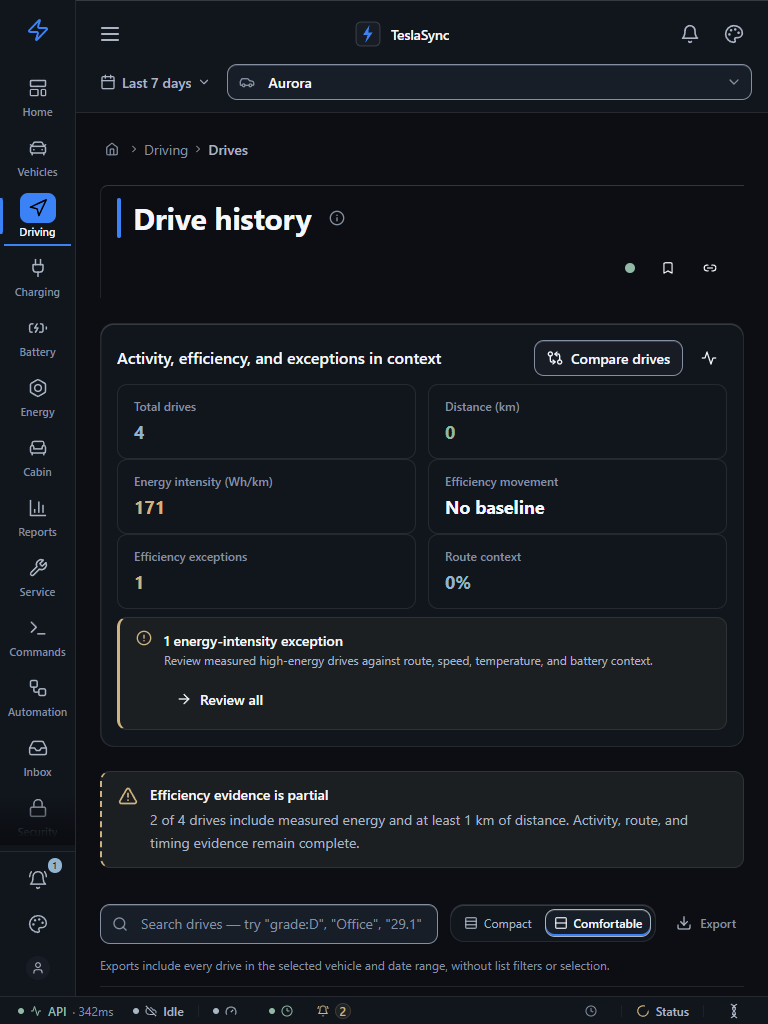 TeslaSync
Last 7 days
Aurora
Home
Vehicles
Driving
Charging
Battery
Energy
Cabin
Reports
Service
Commands
Automation
Inbox
Security
1
Driving
Drives
Drive history
Activity, efficiency, and exceptions in context
Compare drives
Total drives
4
Distance (km)
0
Energy intensity (Wh/km)
171
Efficiency movement
No baseline
Efficiency exceptions
1
Route context
0%
1 energy-intensity exception
Review measured high-energy drives against route, speed, temperature, and battery context.
Review all
Efficiency evidence is partial
2 of 4 drives include measured energy and at least 1 km of distance. Activity, route, and
timing evidence remain complete.
Search drives — try "grade:D", "Office", "29.1"
Compact
Comfortable
Export
Exports include every drive in the selected vehicle and date range, without list filters or selection.
API · 342ms
Idle
2
Status